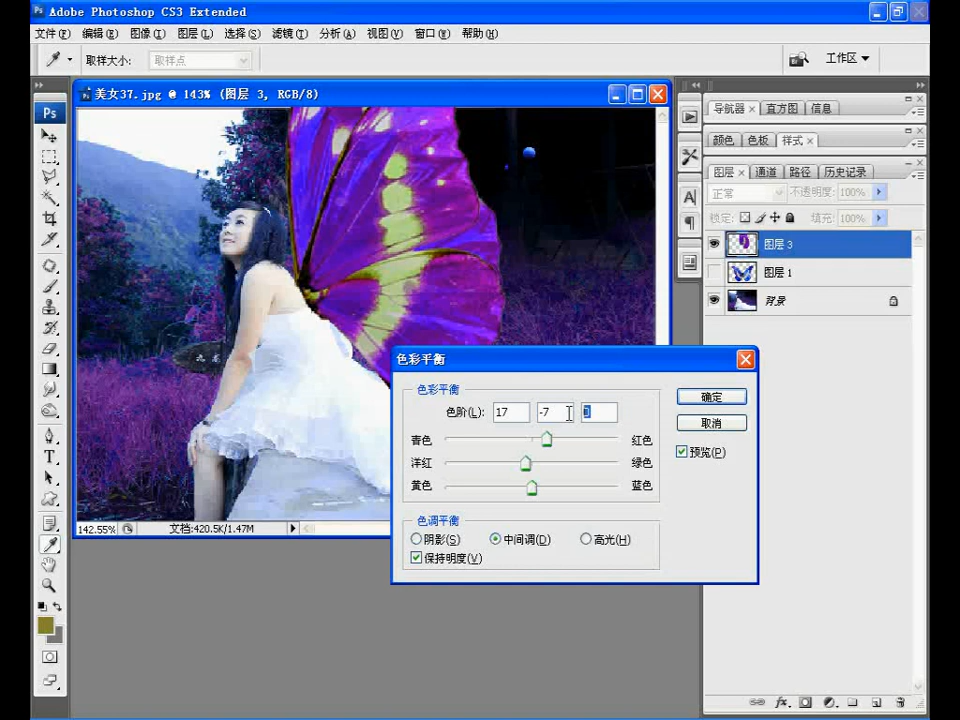 Adobe Photoshop CS3 Extended
文件(F) 编辑(E) 图像(I) 图层(L) 选择(S) 滤镜(T) 分析(A) 视图(V) 窗口(W) 帮助(H)
取样大小: 取样点 工作区
Ps 美女37.jpg @ 143% (图层 3, RGB/8)
导航器 × 直方图 信息
颜色 色板 样式 ×
图层 × 通道 路径 历史记录
正常 不透明度: 100%
锁定: 填充: 100%
图层 3
图层 1
背景
142.55% 文档:420.5K/1.47M
色彩平衡
色彩平衡
色阶(L): 17 -7 0
确定
取消
预览(P)
青色 红色
洋红 绿色
黄色 蓝色
色调平衡
阴影(S) 中间调(D) 高光(H)
保持明度(V)